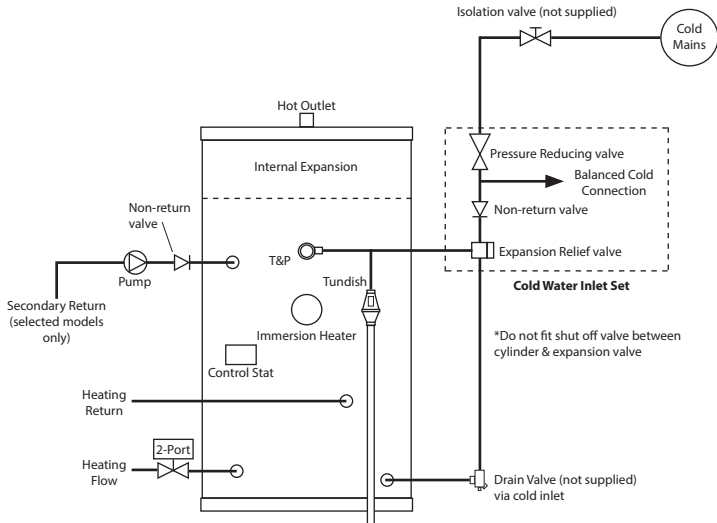 Isolation valve (not supplied)
Cold
Mains
Hot Outlet
Internal Expansion
Pressure Reducing valve
Balanced Cold
Connection
Non-return
valve
Non-return valve
T&P
Expansion Relief valve
Pump
Tundish
Cold Water Inlet Set
Secondary Return
(selected models
only)
Immersion Heater
*Do not fit shut off valve between
cylinder & expansion valve
Control Stat
Heating
Return
2-Port
Heating
Flow
Drain Valve (not supplied)
via cold inlet